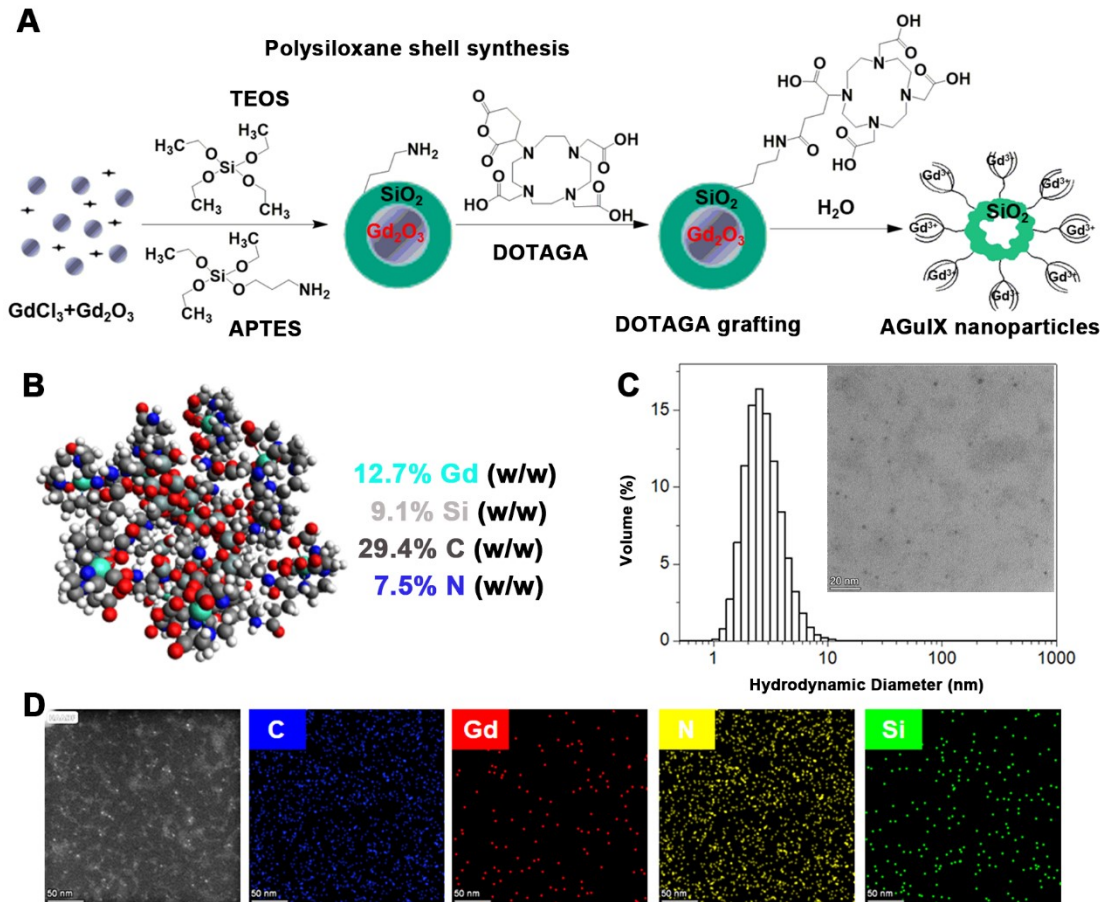 A
Polysiloxane shell synthesis
TEOS
H₃C
CH₃
O
O
Si
O
O
H₃C
CH₃
GdCl₃+Gd₂O₃
H₃C
CH₃
O
O
Si
O
O
NH₂
CH₃
APTES
NH₂
SiO₂
Gd₂O₃
O
O
O
N
N
N
N
O
OH
O
HO
O
OH
DOTAGA
OH
O
O
HO
N
N
N
N
O
OH
HN
O
O
HO
SiO₂
Gd₂O₃
DOTAGA grafting
H₂O
Gd³⁺
Gd³⁺
Gd³⁺
Gd³⁺
SiO₂
Gd³⁺
Gd³⁺
Gd³⁺
Gd³⁺
AGuIX nanoparticles
B
12.7% Gd (w/w)
9.1% Si (w/w)
29.4% C (w/w)
7.5% N (w/w)
C
Volume (%)
15
10
5
0
1
10
100
1000
Hydrodynamic Diameter (nm)
20 nm
D
HAADF
50 nm
C
50 nm
Gd
50 nm
N
50 nm
Si
50 nm